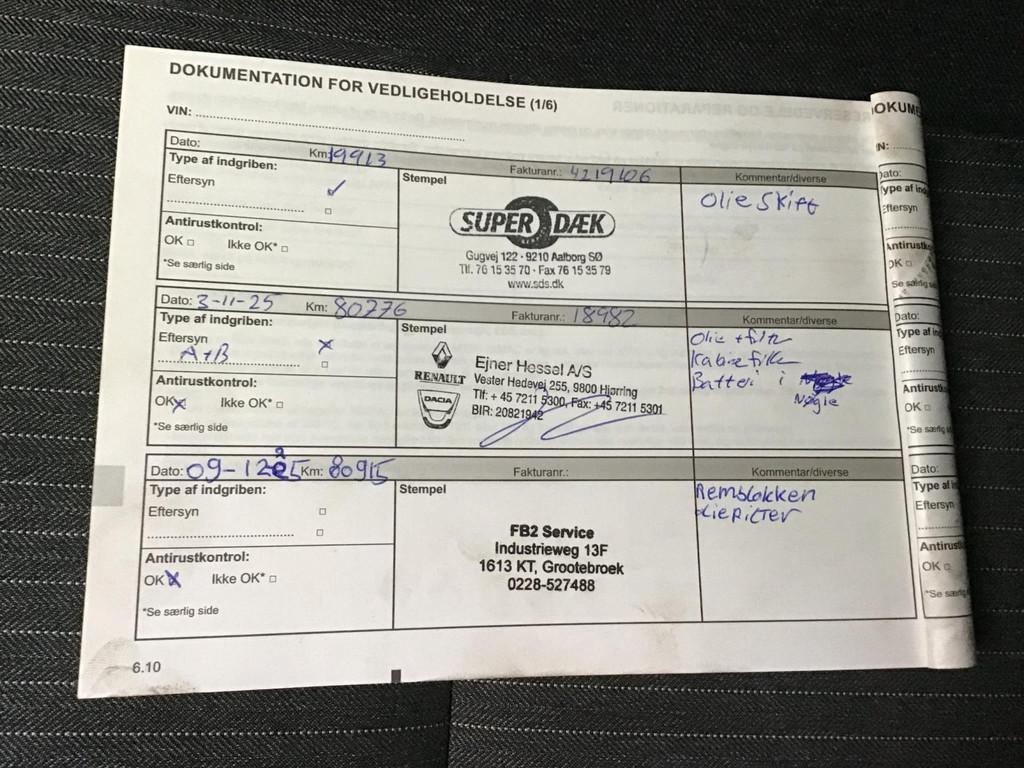 DOKUMENTATION FOR VEDLIGEHOLDELSE (1/6)
VIN:
Dato: Km: 19913 Fakturanr.: 4219406 Kommentar/diverse
Type af indgriben:
Eftersyn
Antirustkontrol:
OK Ikke OK*
*Se særlig side
Stempel
SUPER DÆK
Gugvej 122 · 9210 Aalborg SØ
Tlf. 76 15 35 70 · Fax 76 15 35 79
www.sds.dk
Olie skift
Dato: 3-11-25 Km: 80776 Fakturanr.: 18982 Kommentar/diverse
Type af indgriben:
Eftersyn x
A+B
Antirustkontrol:
OK x Ikke OK*
*Se særlig side
Stempel
RENAULT
DACIA
Ejner Hessel A/S
Vester Hedevej 255, 9800 Hjørring
Tlf: + 45 7211 5300, Fax: +45 7211 5301
BIR: 20821942
Olie + filter
Kabinefilter
Batteri i
Nøgle
Dato: 09-12-25 Km: 80915 Fakturanr.: Kommentar/diverse
Type af indgriben:
Eftersyn
Antirustkontrol:
OK x Ikke OK*
*Se særlig side
Stempel
FB2 Service
Industrieweg 13F
1613 KT, Grootebroek
0228-527488
Remblokken
6.10
DOKUME
Dato:
Type af ind
Eftersyn
Antirustk
OK
Se særlig
Dato:
Type af in
Eftersyn
Antirustk
OK
*Se særlig
Dato:
Type af
Eftersyn
Antirustk
OK
*Se særlig